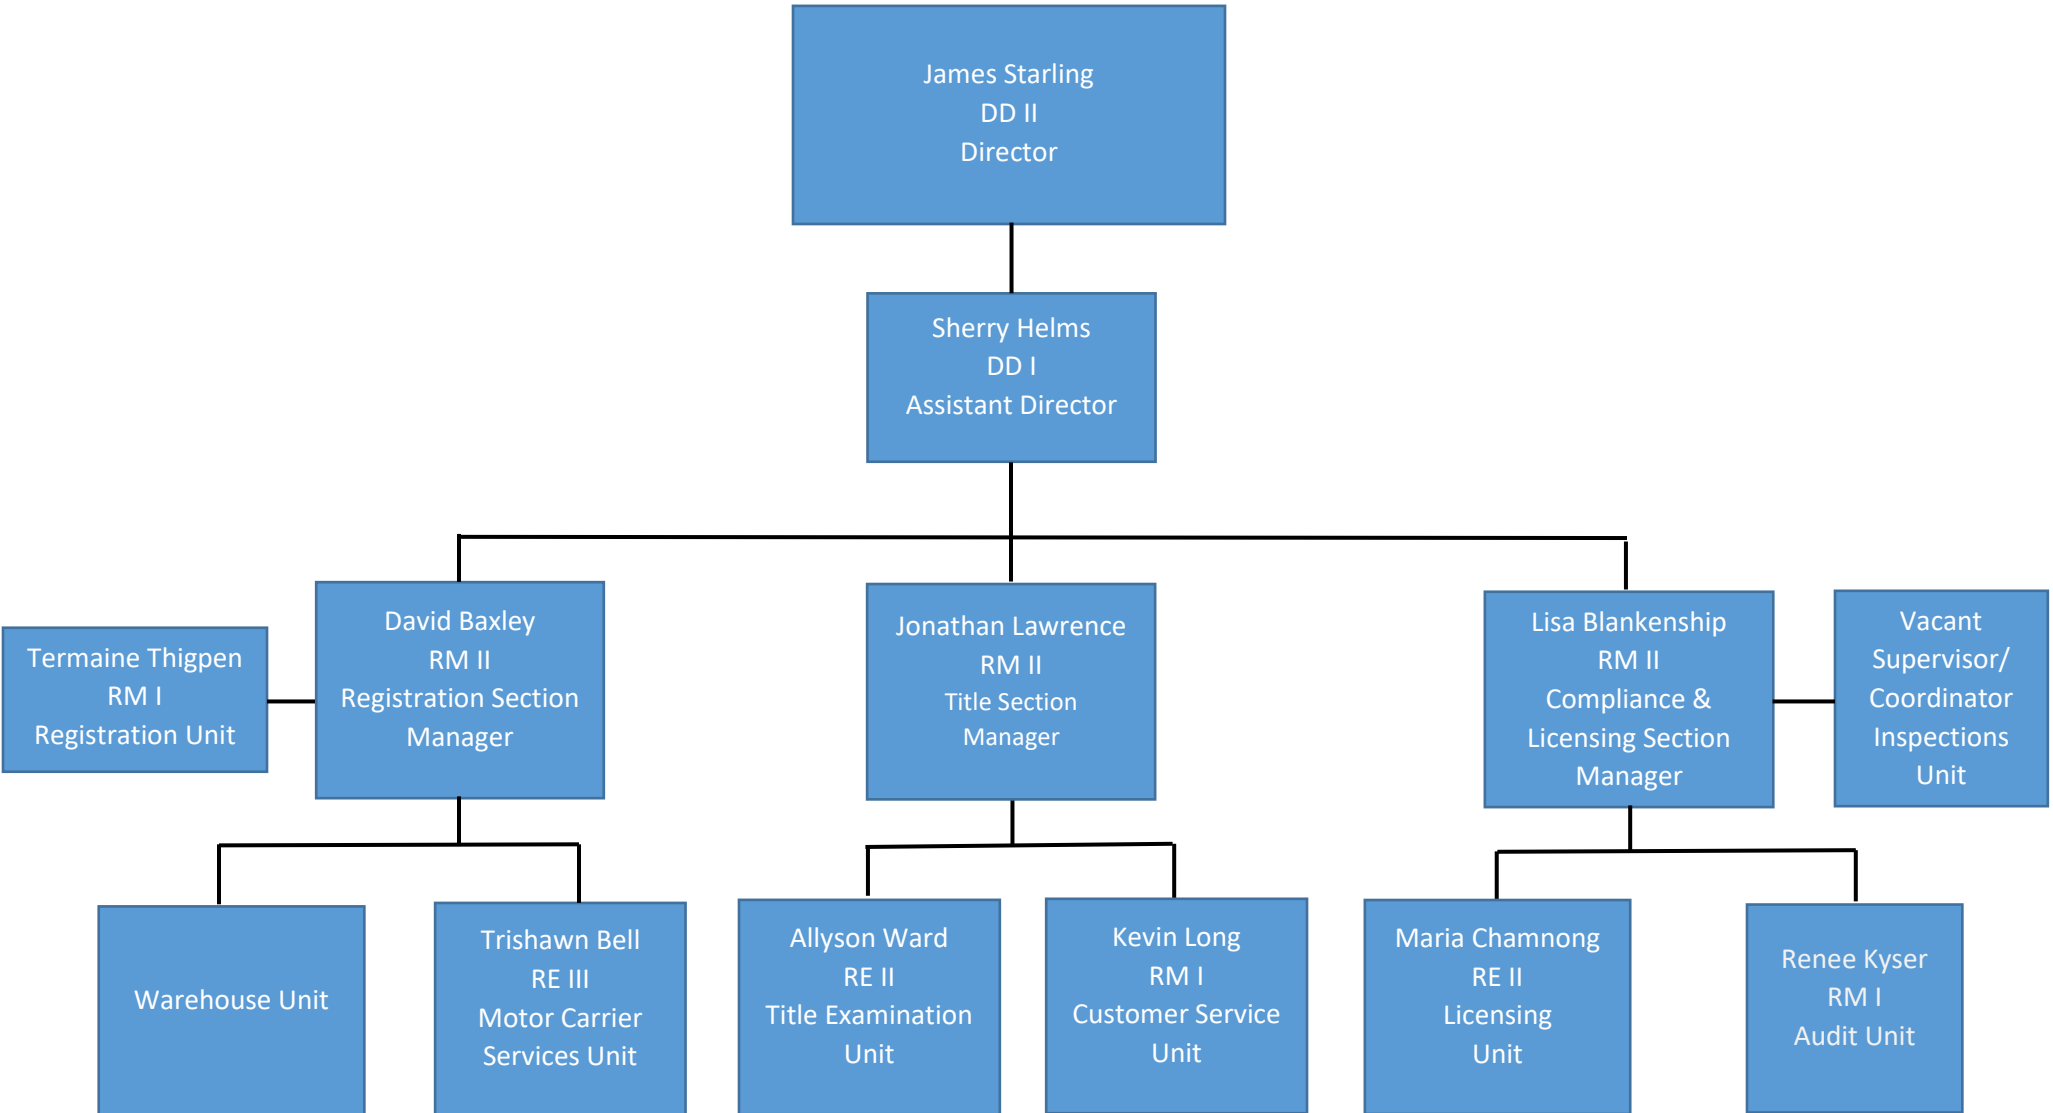 James Starling
DD II
Director
Sherry Helms
DD I
Assistant Director
Termaine Thigpen
RM I
Registration Unit
David Baxley
RM II
Registration Section
Manager
Jonathan Lawrence
RM II
Title Section
Manager
Lisa Blankenship
RM II
Compliance &
Licensing Section
Manager
Vacant
Supervisor/
Coordinator
Inspections
Unit
Warehouse Unit
Trishawn Bell
RE III
Motor Carrier
Services Unit
Allyson Ward
RE II
Title Examination
Unit
Kevin Long
RM I
Customer Service
Unit
Maria Chamnong
RE II
Licensing
Unit
Renee Kyser
RM I
Audit Unit